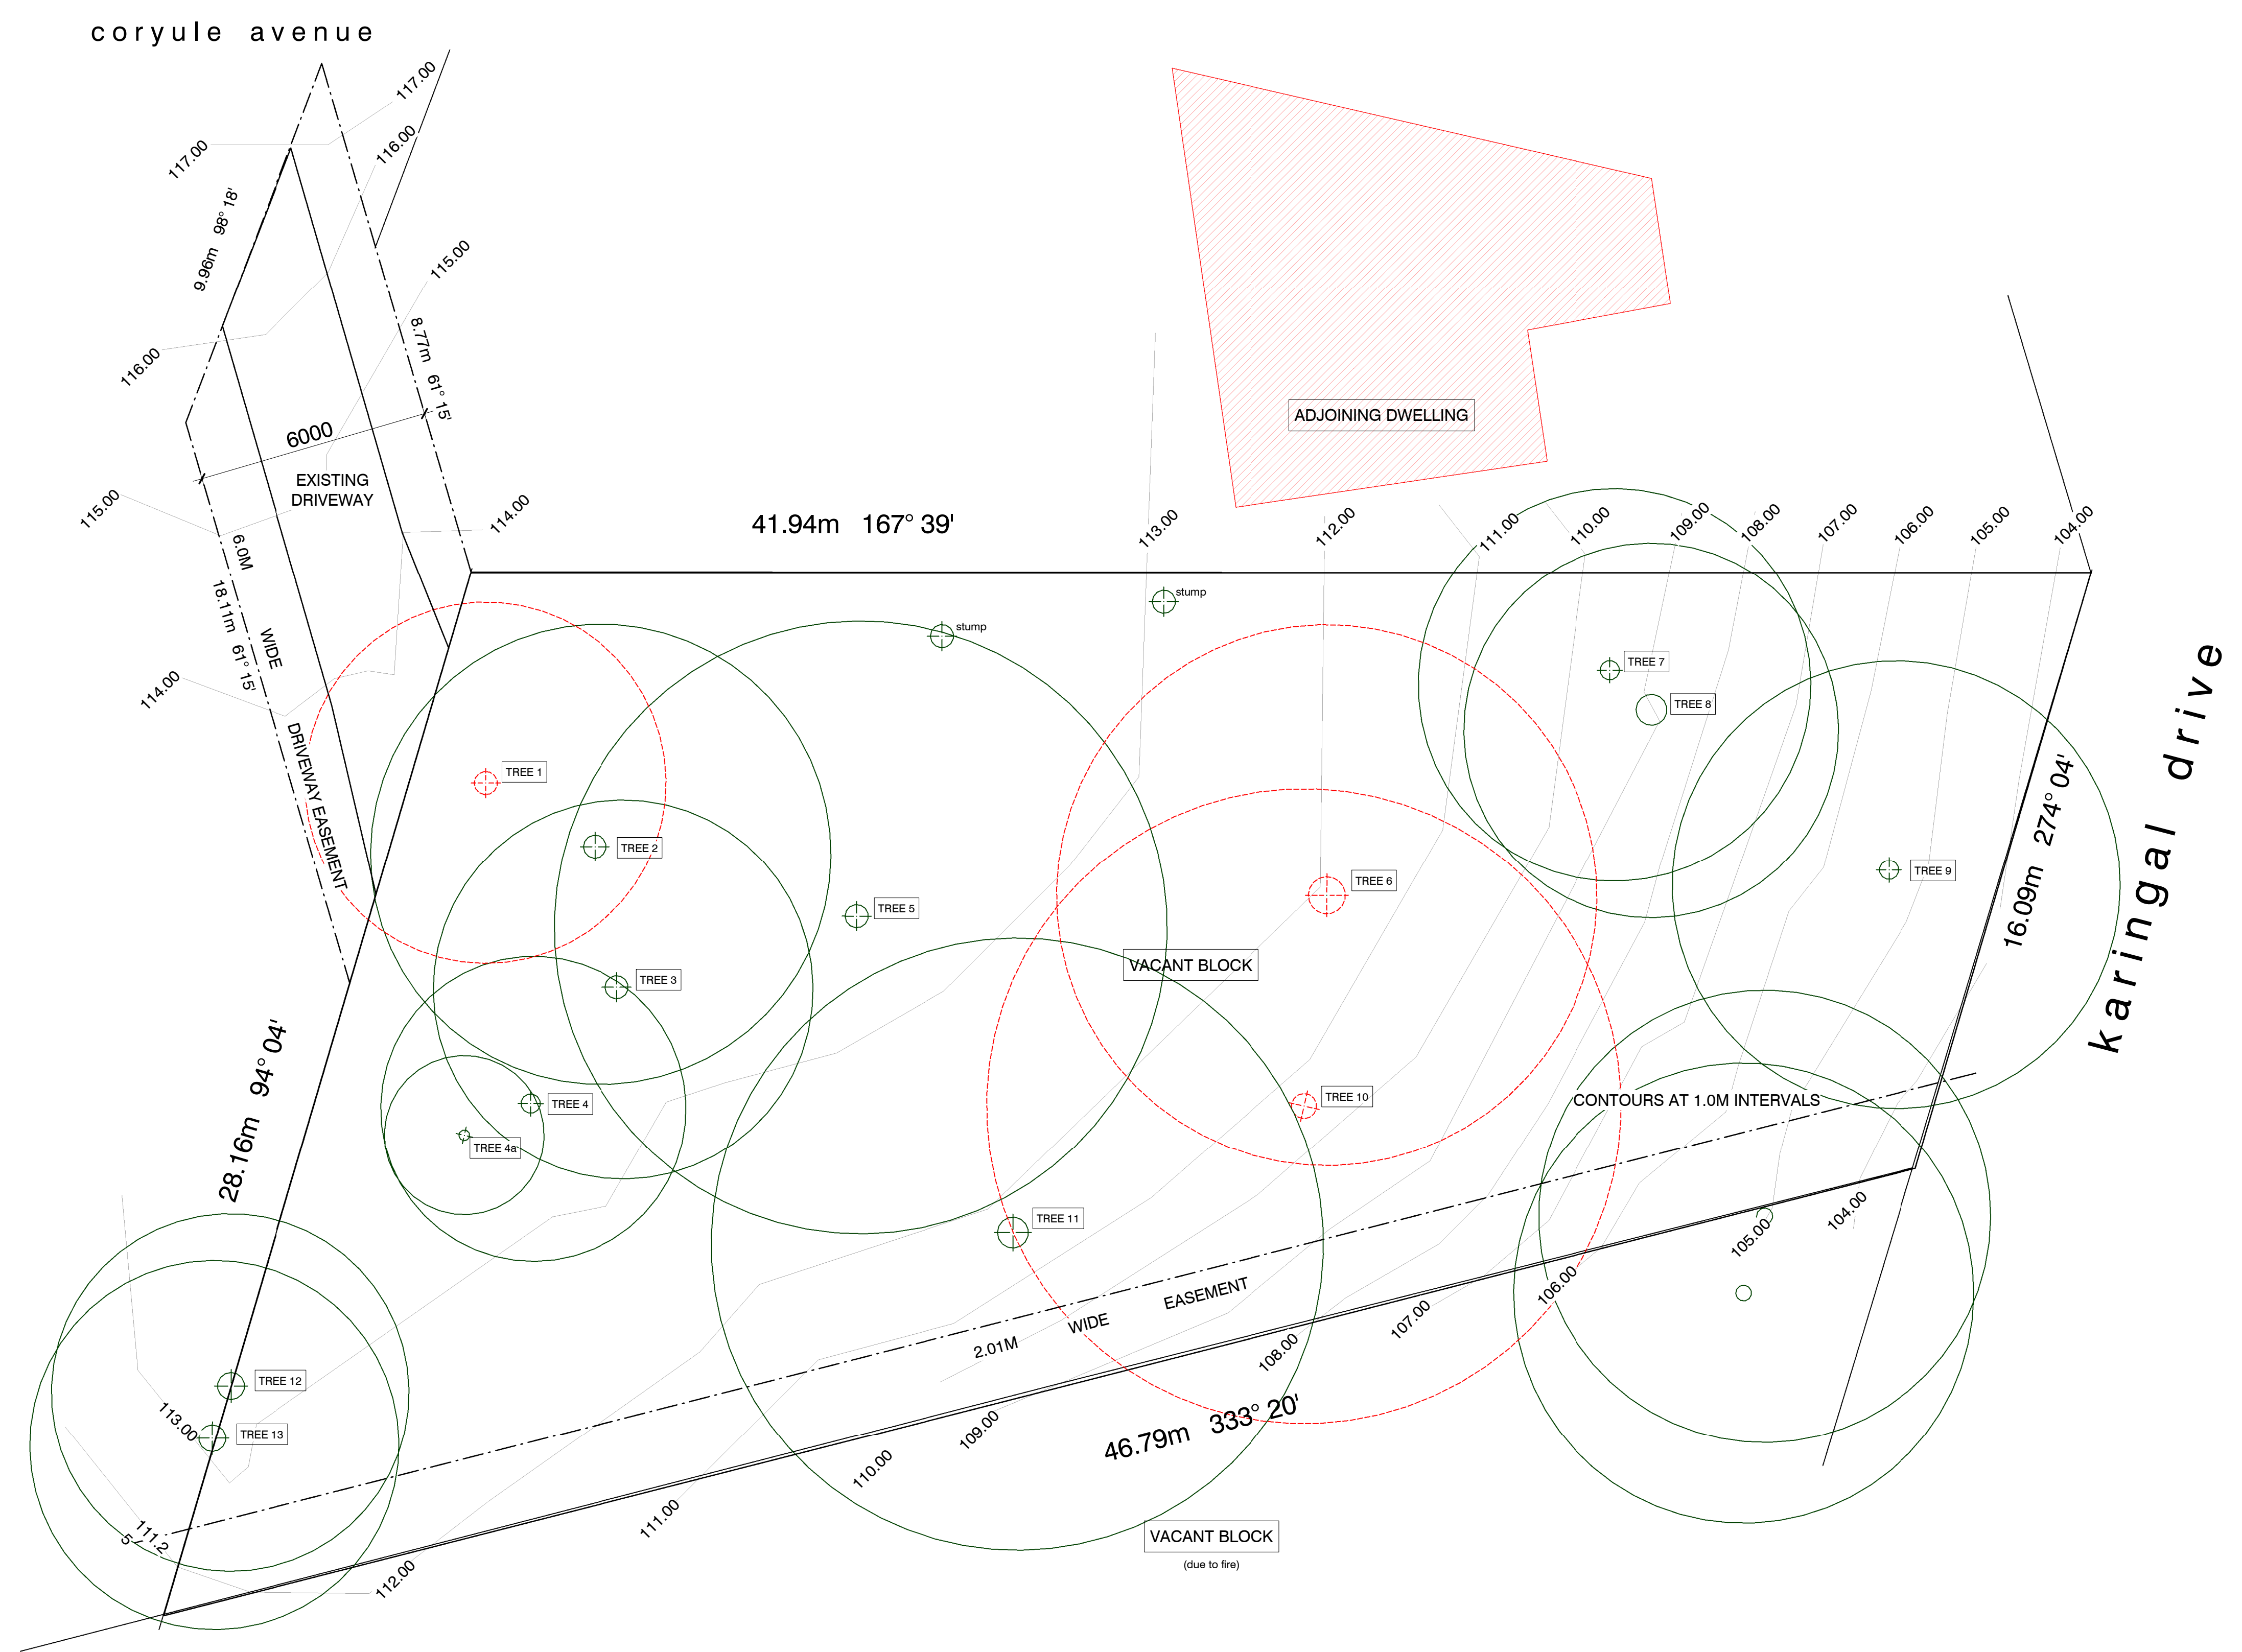 coryule avenue
117.00
116.00
117.00
9.96m 98° 18'
115.00
8.77m 61° 15'
116.00
6000
EXISTING
DRIVEWAY
115.00
114.00
6.0M WIDE DRIVEWAY EASEMENT
18.11m 61° 15'
114.00
ADJOINING DWELLING
41.94m 167° 39'
113.00
112.00
111.00
110.00
109.00
108.00
107.00
106.00
105.00
104.00
stump
stump
TREE 7
TREE 8
TREE 1
TREE 2
TREE 5
TREE 6
TREE 9
karingal drive
16.09m 274° 04'
VACANT BLOCK
TREE 3
TREE 4
TREE 4a
TREE 10
CONTOURS AT 1.0M INTERVALS
28.16m 94° 04'
TREE 11
104.00
105.00
106.00
107.00
108.00
2.01M WIDE EASEMENT
TREE 12
TREE 13
113.00
46.79m 333° 20'
109.00
110.00
111.00
111.2
5
112.00
VACANT BLOCK
(due to fire)